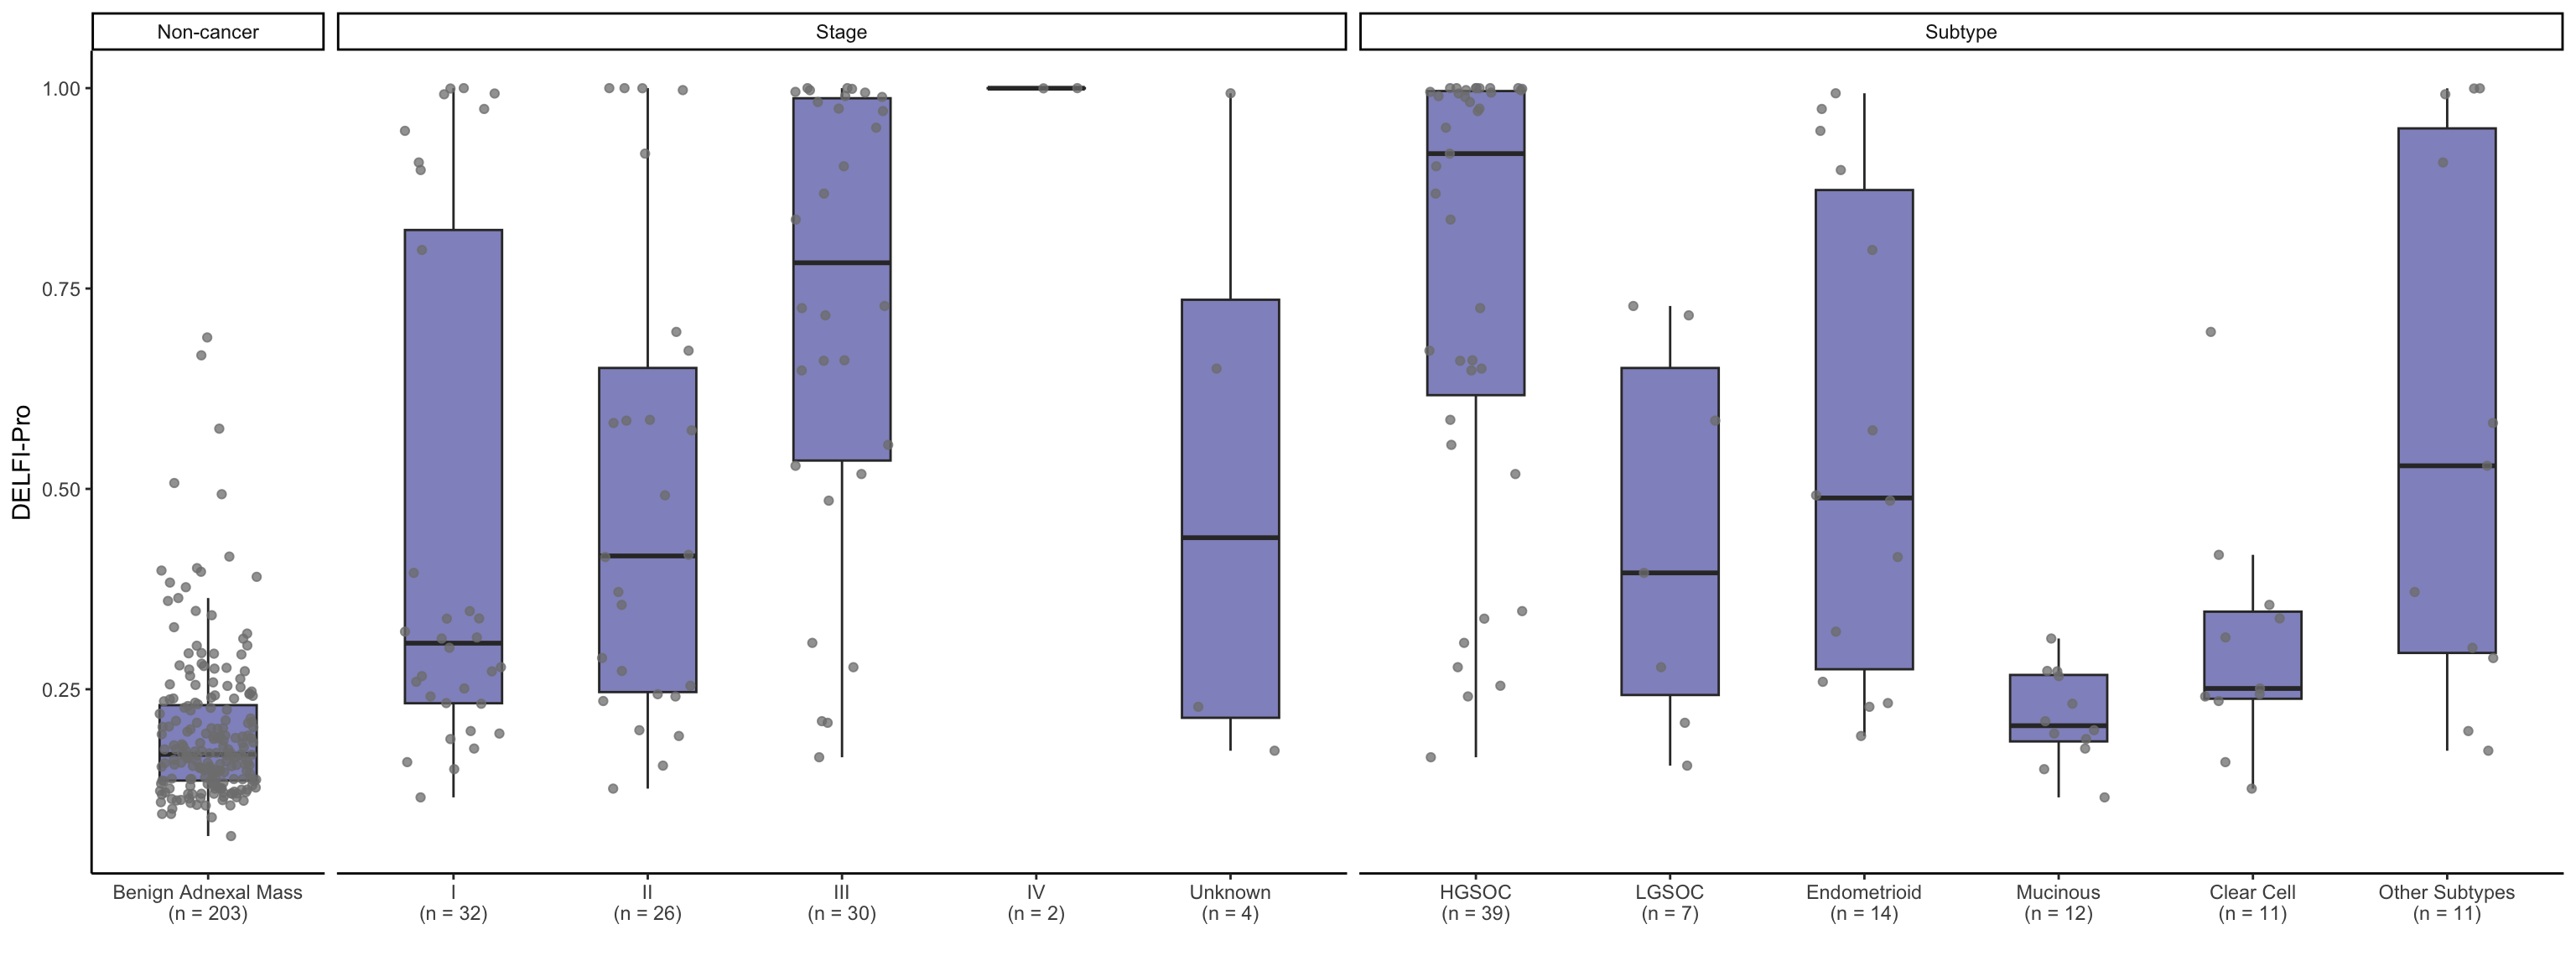 Non-cancer
Stage
Subtype
DELFI-Pro
1.00
0.75
0.50
0.25
Benign Adnexal Mass
(n = 203)
I
(n = 32)
II
(n = 26)
III
(n = 30)
IV
(n = 2)
Unknown
(n = 4)
HGSOC
(n = 39)
LGSOC
(n = 7)
Endometrioid
(n = 14)
Mucinous
(n = 12)
Clear Cell
(n = 11)
Other Subtypes
(n = 11)